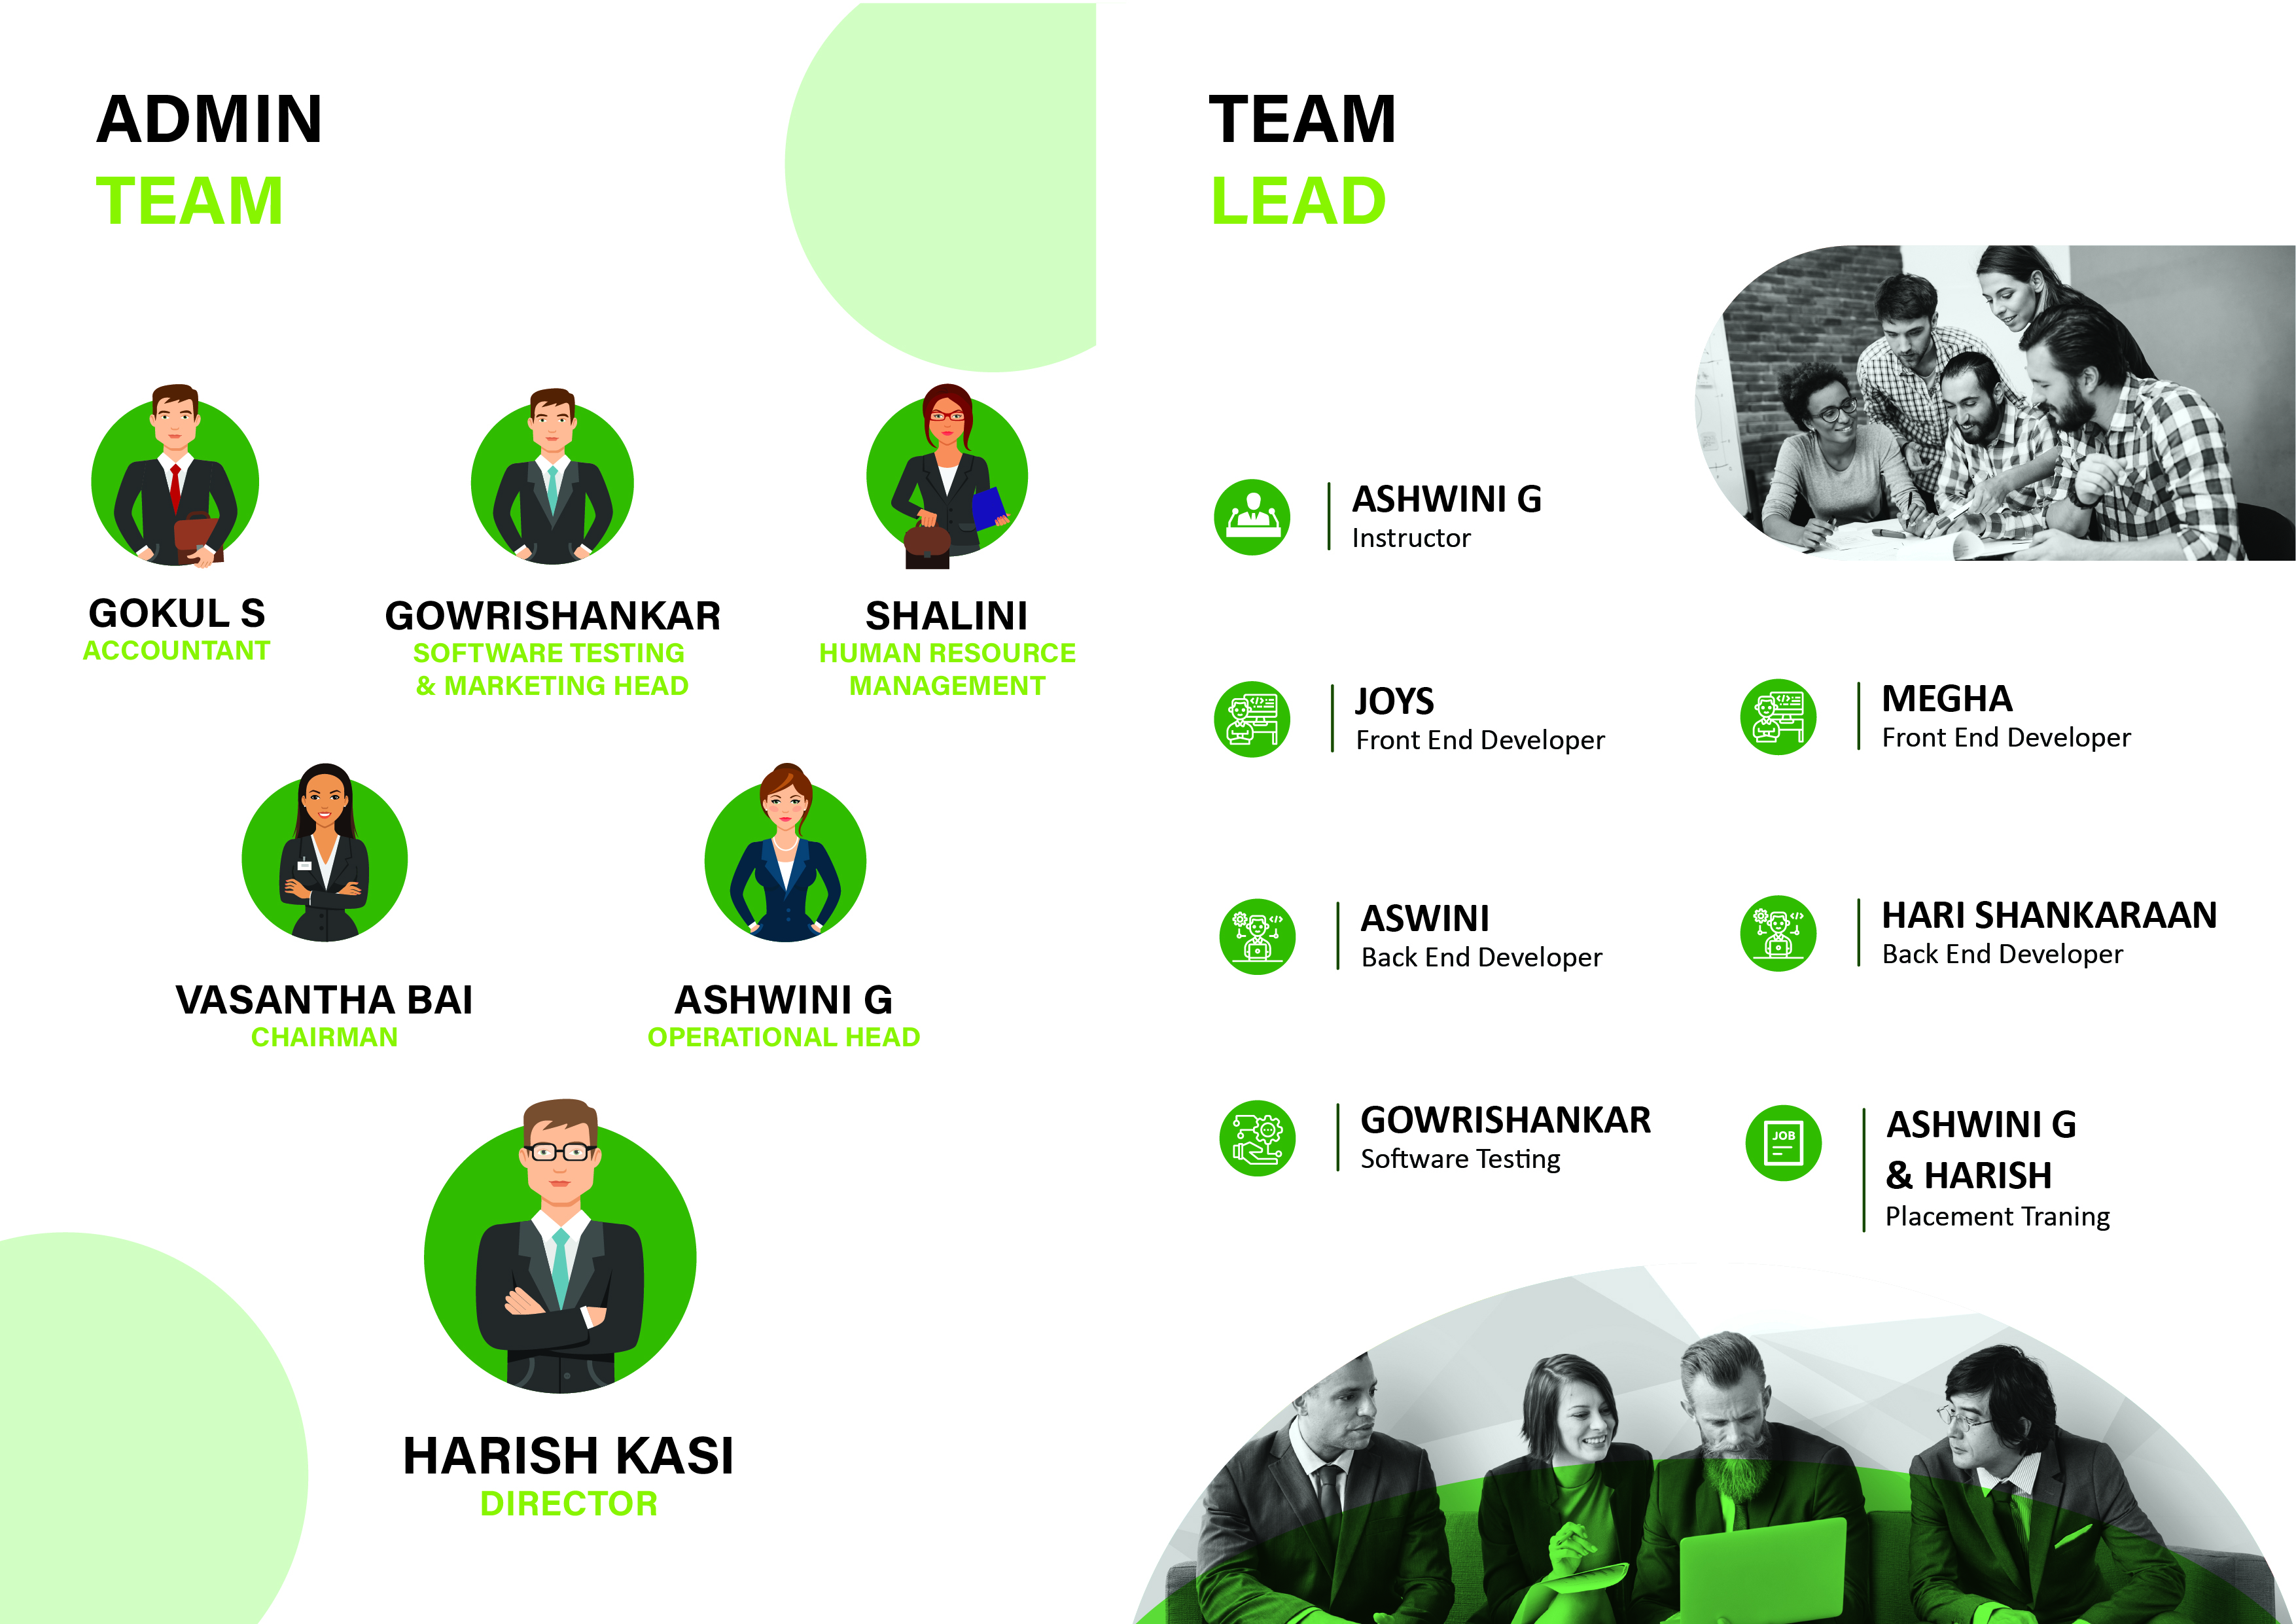 ADMIN
TEAM
GOKUL S
ACCOUNTANT
GOWRISHANKAR
SOFTWARE TESTING
& MARKETING HEAD
SHALINI
HUMAN RESOURCE
MANAGEMENT
VASANTHA BAI
CHAIRMAN
ASHWINI G
OPERATIONAL HEAD
HARISH KASI
DIRECTOR
TEAM
LEAD
ASHWINI G
Instructor
JOYS
Front End Developer
MEGHA
Front End Developer
ASWINI
Back End Developer
HARI SHANKARAAN
Back End Developer
GOWRISHANKAR
Software Testing
JOB
ASHWINI G
& HARISH
Placement Traning